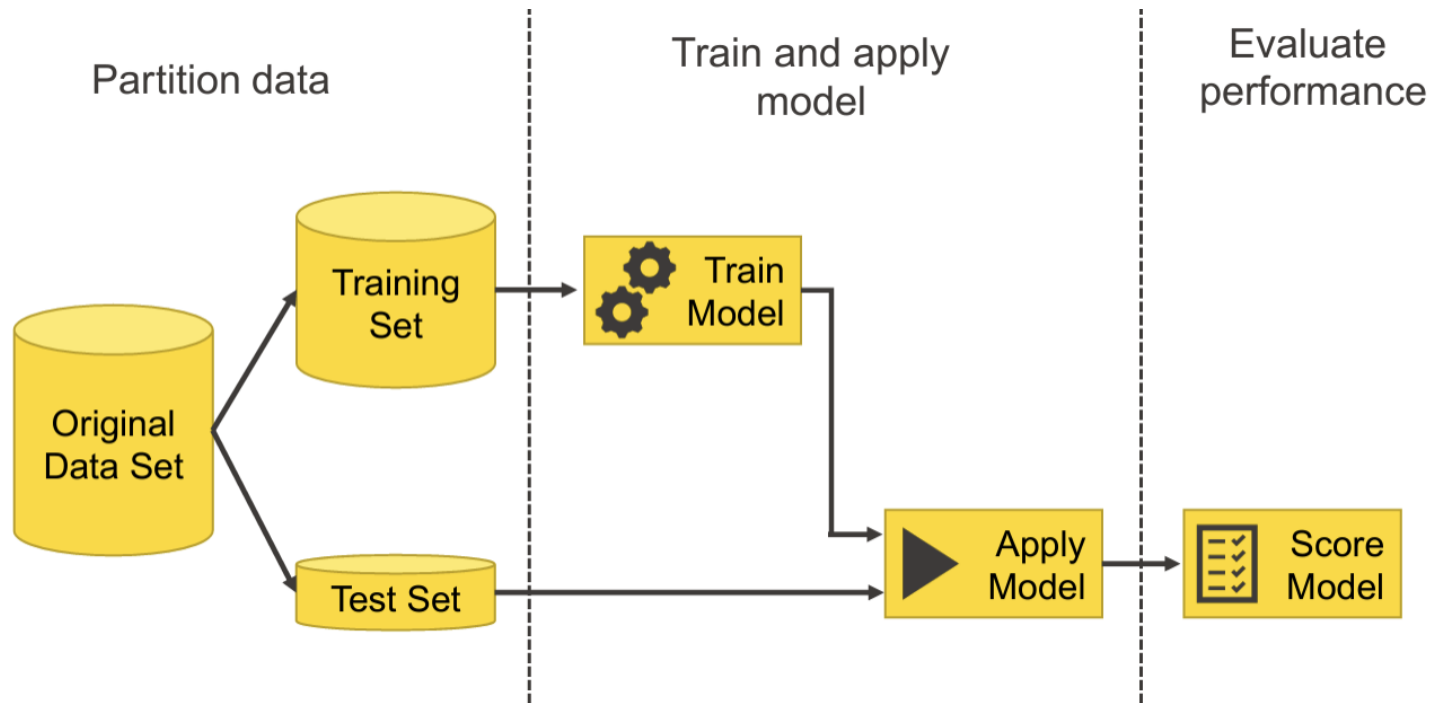 Partition data
Train and apply
model
Evaluate
performance
Original
Data Set
Training
Set
Test Set
Train
Model
Apply
Model
Score
Model